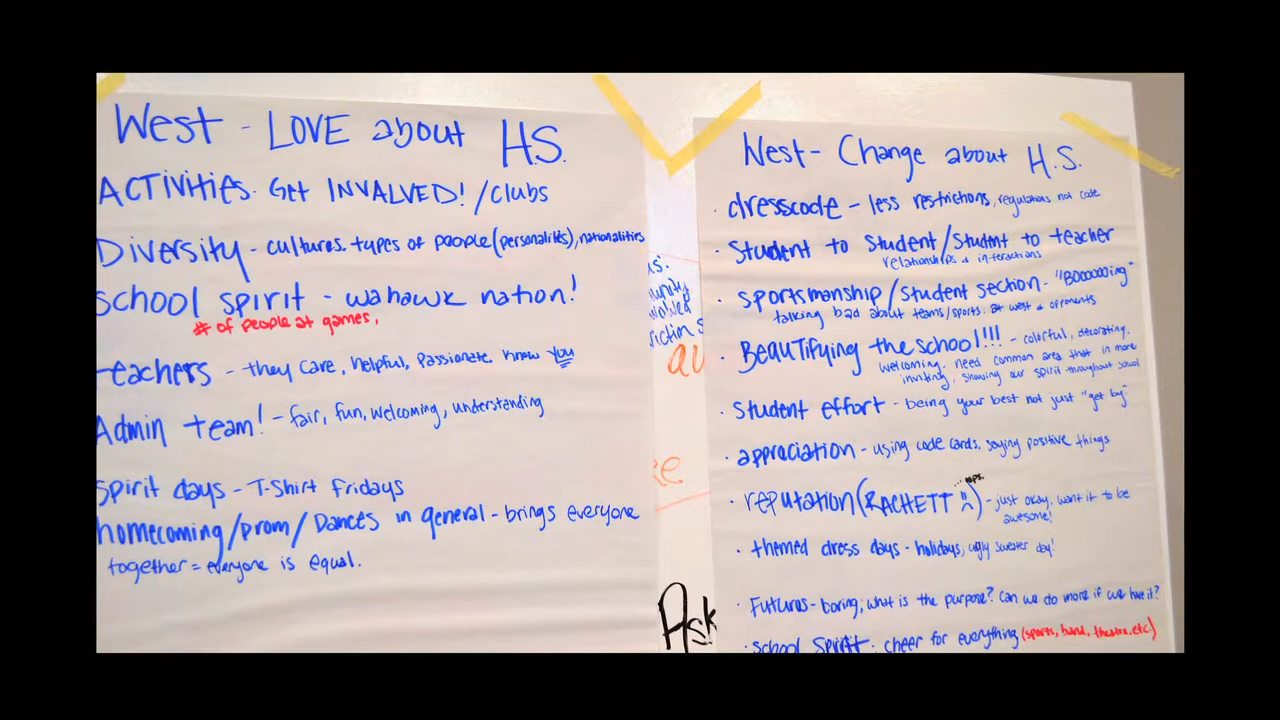 West - LOVE about H.S.
ACTIVITIES. GET INVOLVED! /clubs
Diversity - cultures. types of people (personalities), nationalities
School spirit - wahawk nation!
# of people at games,
teachers - they care, helpful, passionate. Know YOU
Admin team! - fair, fun, welcoming, understanding
Spirit days - T-Shirt Fridays
homecoming/prom/Dances in general - brings everyone
together = everyone is equal.
au
ke
Ask
West - Change about H.S.
· dresscode - less restrictions, regulations not code
· Student to Student/Student to teacher
relationships & interactions
· sportsmanship/student section - "Boooooing"
talking bad about teams/sports. at west & opponents
· BEAUTIFYING the school!!! - colorful, decorating.
welcoming. need common area that in more
inviting, showing our spirit throughout school
· Student effort - being your best not just "get by"
· appreciation - using code cards, saying positive things
· reputation (RACHETT) - just okay, want it to be
awesome!
· themed dress days - holidays, ugly sweater day!
· Futures - boring; what is the purpose? Can we do more if we have it?
· School Spirit. cheer for everything (sports, band, theatre, etc)